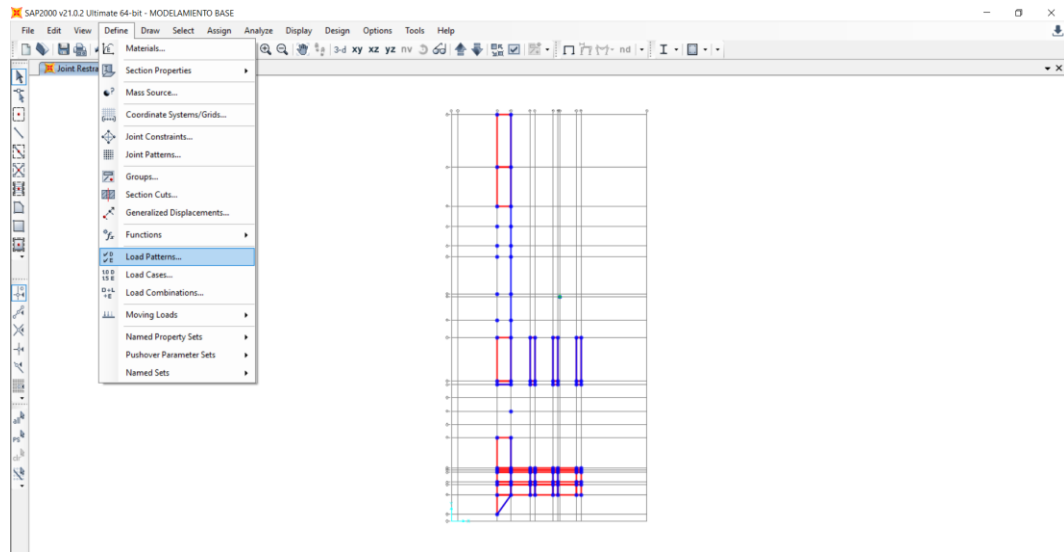 SAP2000 v21.0.2 Ultimate 64-bit - MODELAMIENTO BASE
File Edit View Define Draw Select Assign Analyze Display Design Options Tools Help
3-d xy xz yz nv
nd
Joint Restra
Materials...
Section Properties
Mass Source...
Coordinate Systems/Grids...
Joint Constraints...
Joint Patterns...
Groups...
Section Cuts...
Generalized Displacements...
Functions
Load Patterns...
Load Cases...
Load Combinations...
Moving Loads
Named Property Sets
Pushover Parameter Sets
Named Sets